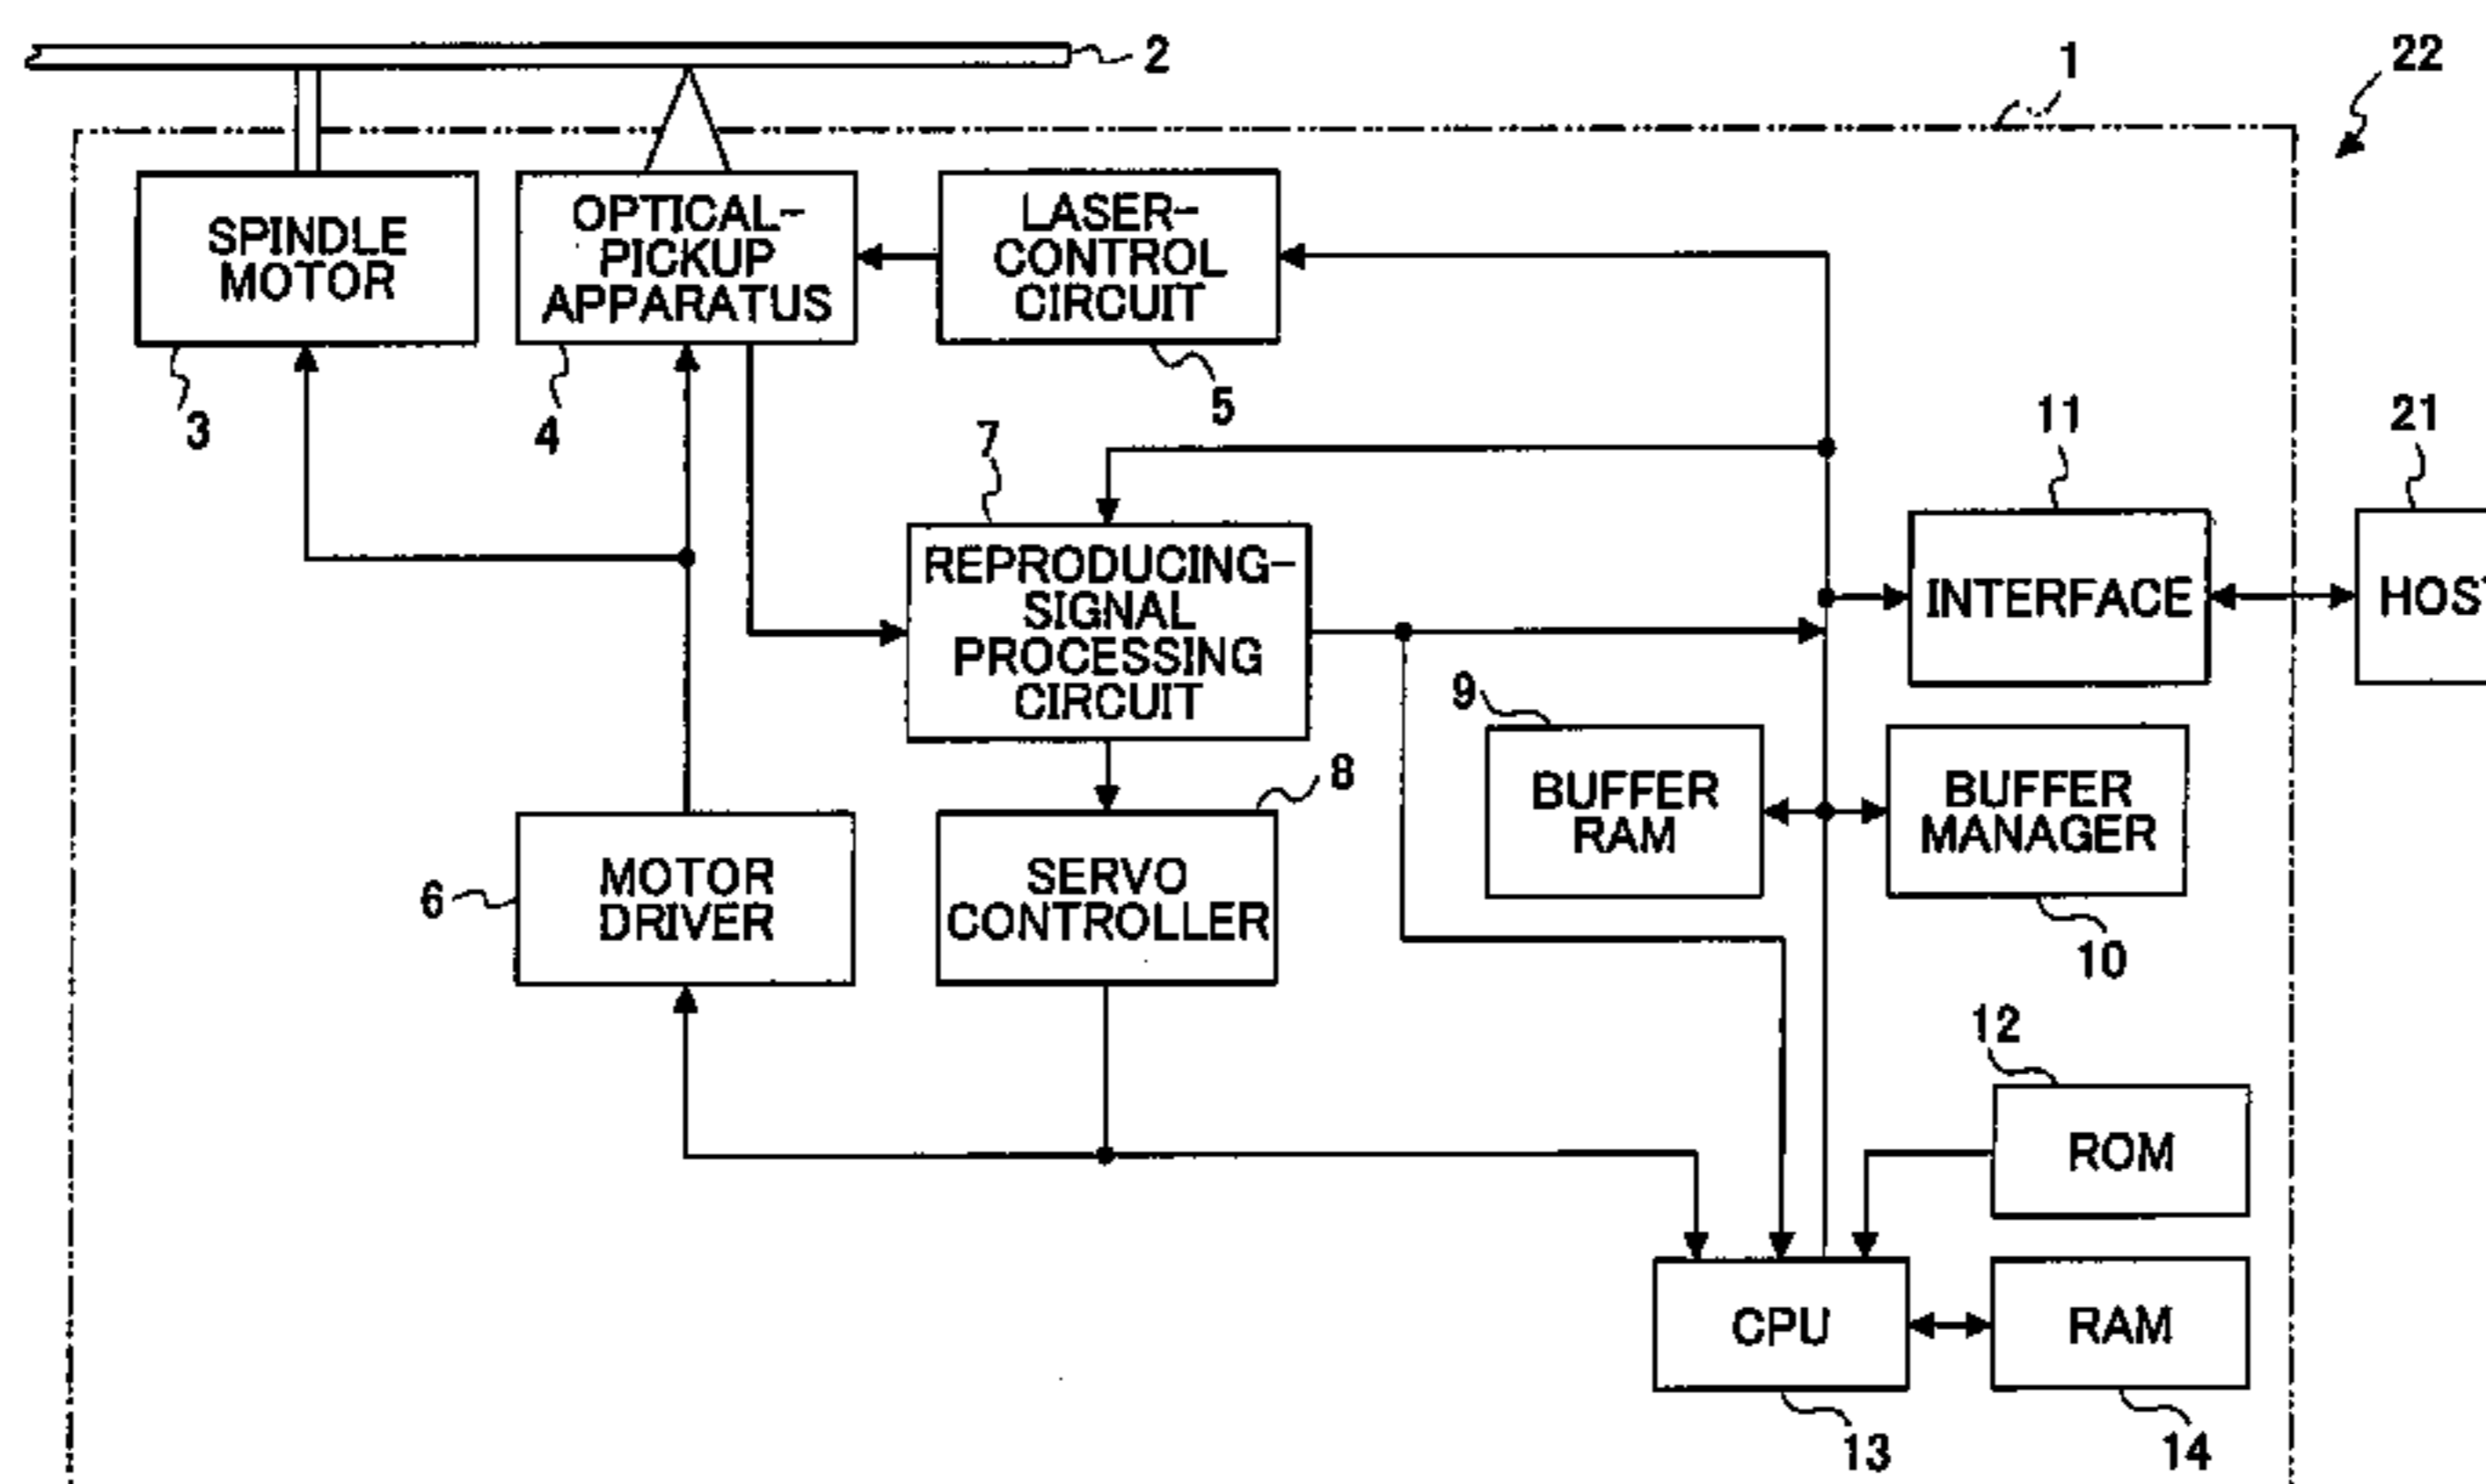 2
1
22
SPINDLE
MOTOR
3
OPTICAL-
PICKUP
APPARATUS
4
LASER-
CONTROL
CIRCUIT
5
7
REPRODUCING-
SIGNAL
PROCESSING
CIRCUIT
11
INTERFACE
21
HOST
9
BUFFER
RAM
BUFFER
MANAGER
10
6
MOTOR
DRIVER
8
SERVO
CONTROLLER
12
ROM
CPU
13
RAM
14